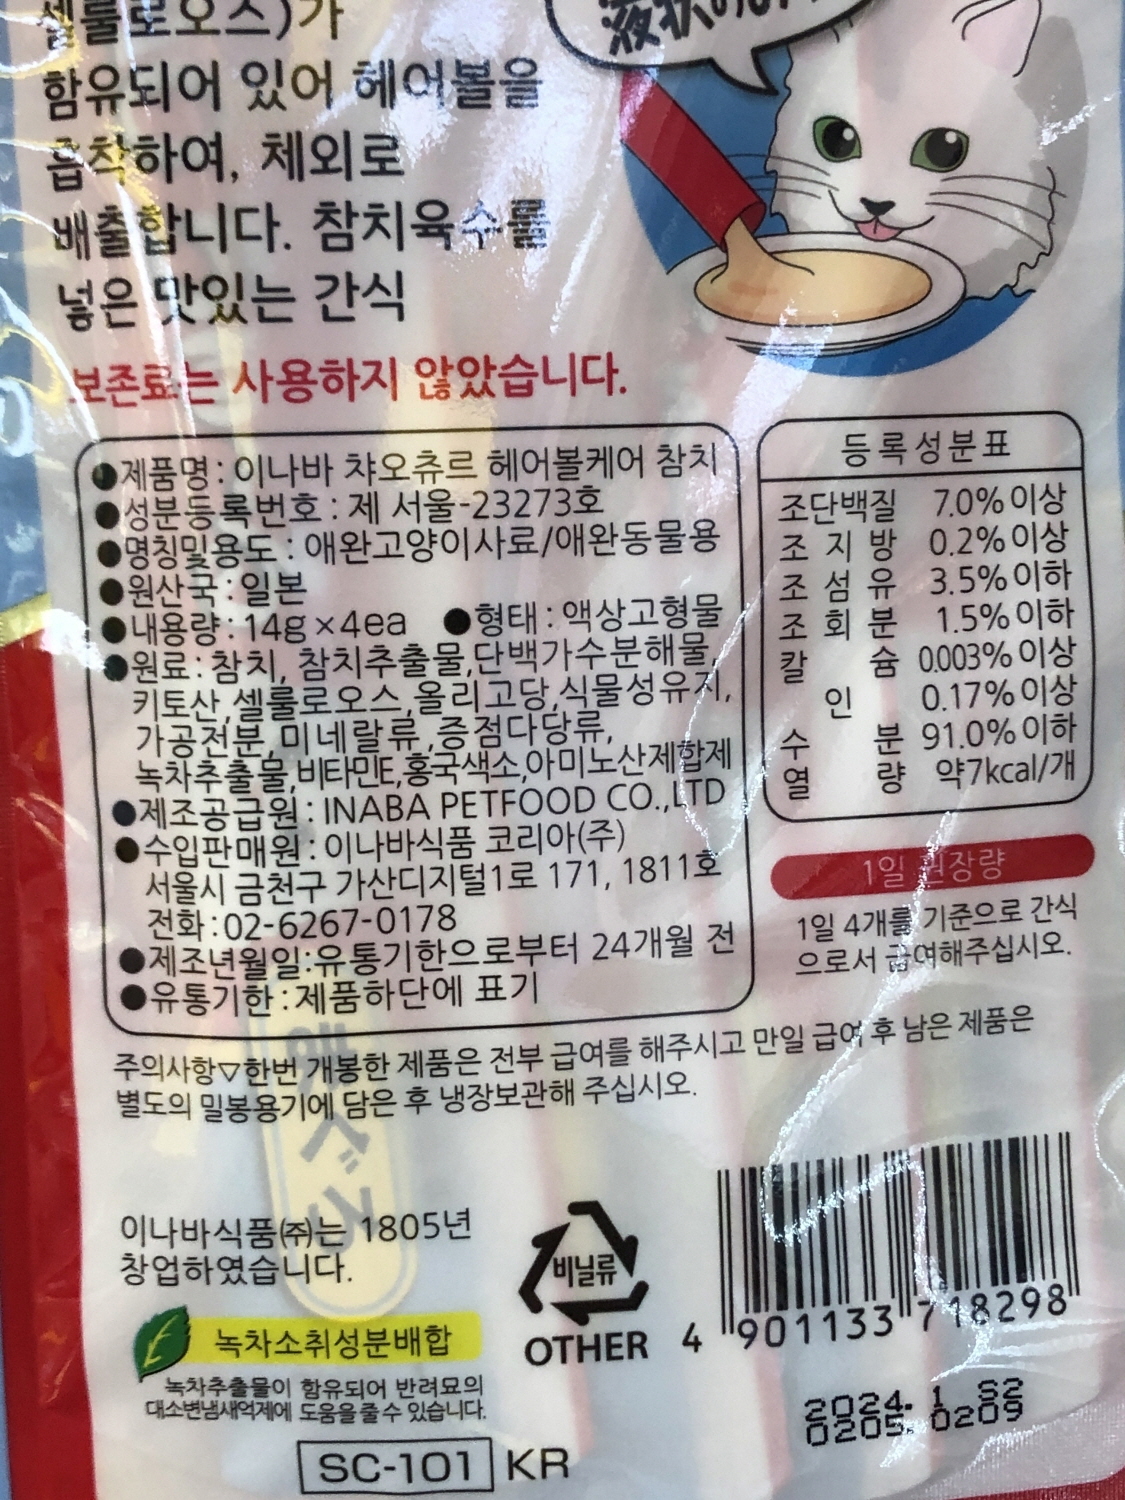 셀룰로오스)가
함유되어 있어 헤어볼을
흡착하여, 체외로
배출합니다. 참치육수를
넣은 맛있는 간식
보존료는 사용하지 않았습니다.
液状の
●제품명 : 이나바 챠오츄르 헤어볼케어 참치
●성분등록번호 : 제 서울-23273호
●명칭및용도 : 애완고양이사료/애완동물용
●원산국 : 일본
●내용량 : 14g×4ea ●형태 : 액상고형물
●원료 : 참치, 참치추출물,단백가수분해물,
키토산,셀룰로오스,올리고당,식물성유지,
가공전분,미네랄류,증점다당류,
녹차추출물,비타민E,홍국색소,아미노산제합제
●제조공급원 : INABA PETFOOD CO.,LTD
●수입판매원 : 이나바식품 코리아(주)
서울시 금천구 가산디지털1로 171, 1811호
전화:02-6267-0178
●제조년월일:유통기한으로부터 24개월 전
●유통기한 : 제품하단에 표기
등록성분표
조단백질 7.0% 이상
조지방 0.2% 이상
조섬유 3.5% 이하
조회분 1.5% 이하
칼슘 0.003% 이상
인 0.17% 이상
수분 91.0% 이하
열량 약7kcal/개
1일 권장량
1일 4개를 기준으로 간식
으로서 급여해주십시오.
주의사항▽한번 개봉한 제품은 전부 급여를 해주시고 만일 급여 후 남은 제품은
별도의 밀봉용기에 담은 후 냉장보관해 주십시오.
이나바식품㈜는 1805년
창업하였습니다.
녹차소취성분배합
녹차추출물이 함유되어 반려묘의
대소변냄새억제에 도움을 줄 수 있습니다.
SC-101 KR
비닐류
OTHER
4 901133 718298
2024. 1 S2
0205. 0209